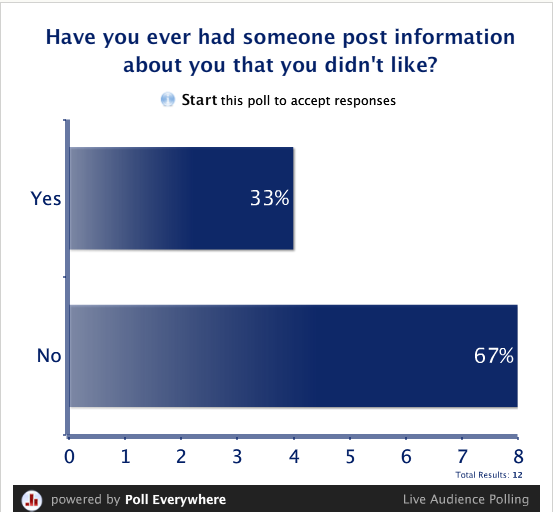 Have you ever had someone post information
about you that you didn't like?
Start this poll to accept responses
Yes
33%
No
67%
0 1 2 3 4 5 6 7 8
Total Results: 12
powered by Poll Everywhere Live Audience Polling